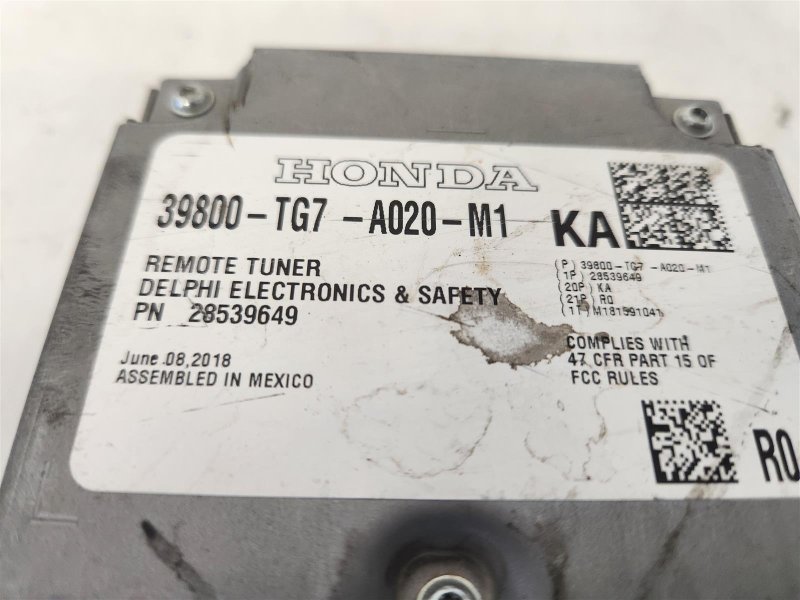 HONDA
39800-TG7-A020-M1 KA
REMOTE TUNER
DELPHI ELECTRONICS & SAFETY
PN 28539649
June.08,2018
ASSEMBLED IN MEXICO
(P) 39800-TG7-A020-M1
(1P) 28539649
(20P) KA
(21P) R0
(1T) M181591041
COMPLIES WITH
47 CFR PART 15 OF
FCC RULES
R0